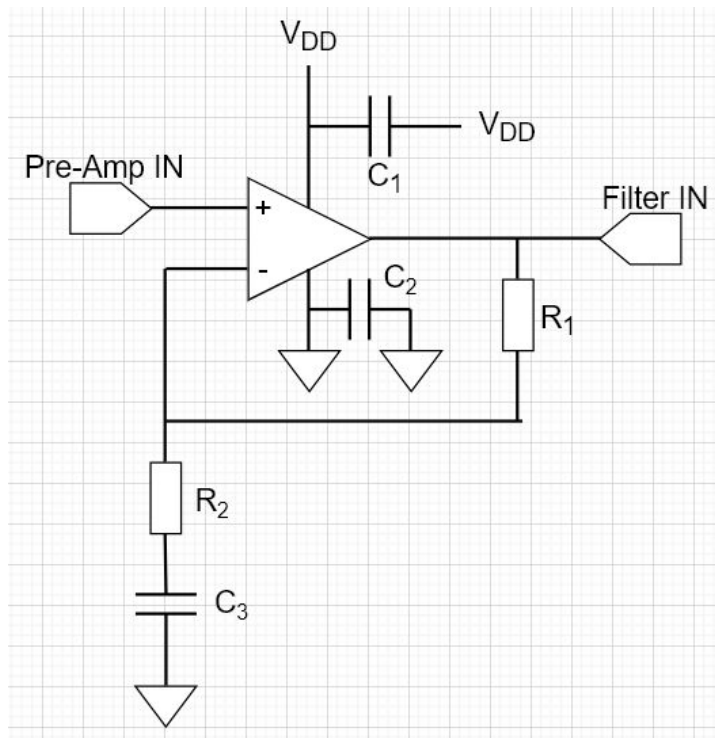 VDD
VDD
C1
Pre-Amp IN
Filter IN
+
-
C2
R1
R2
C3